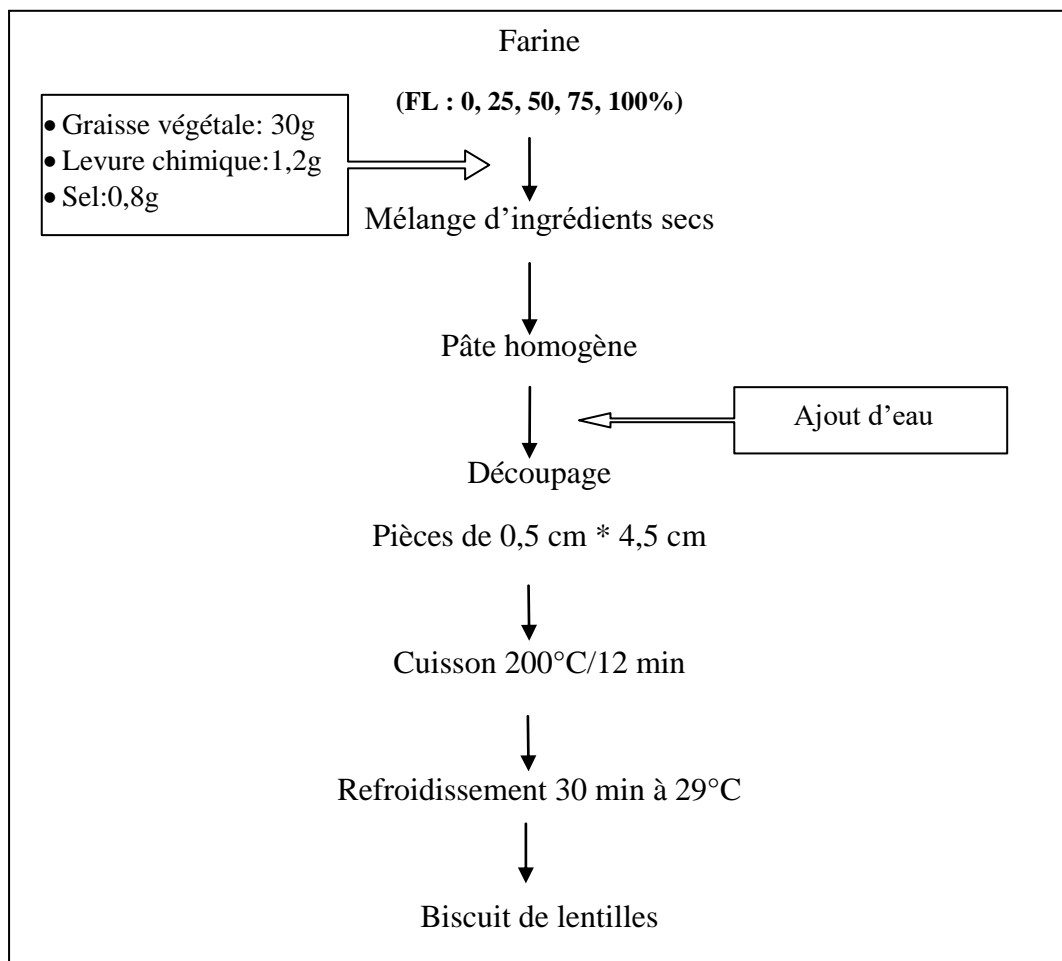 Farine
(FL : 0, 25, 50, 75, 100%)
• Graisse végétale: 30g
• Levure chimique:1,2g
• Sel:0,8g
Mélange d’ingrédients secs
Pâte homogène
Ajout d’eau
Découpage
Pièces de 0,5 cm * 4,5 cm
Cuisson 200°C/12 min
Refroidissement 30 min à 29°C
Biscuit de lentilles